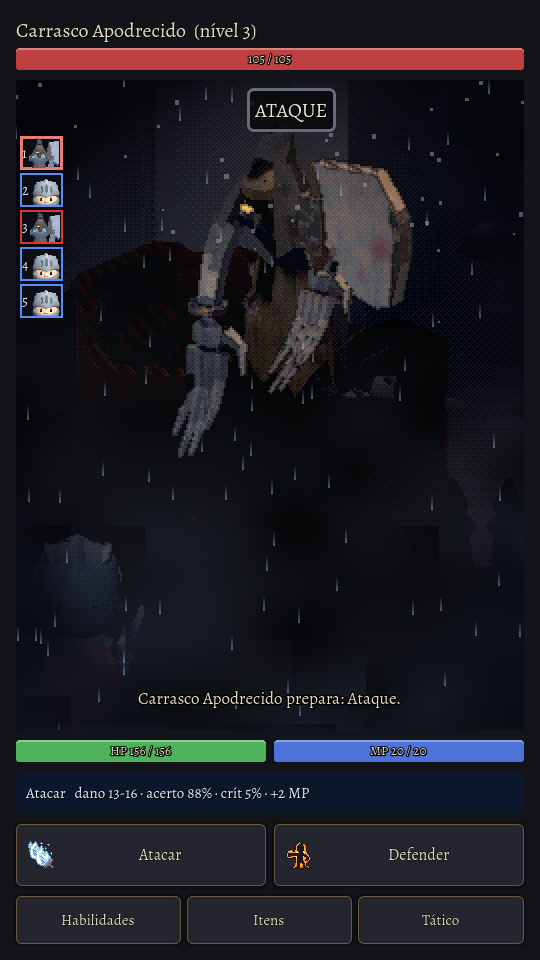 Carrasco Apodrecido (nível 3)
105 / 105
ATAQUE
1
2
3
4
5
Carrasco Apodrecido prepara: Ataque.
HP 156 / 156
MP 20 / 20
Atacar dano 13-16 · acerto 88% · crít 5% · +2 MP
Atacar
Defender
Habilidades
Itens
Tático